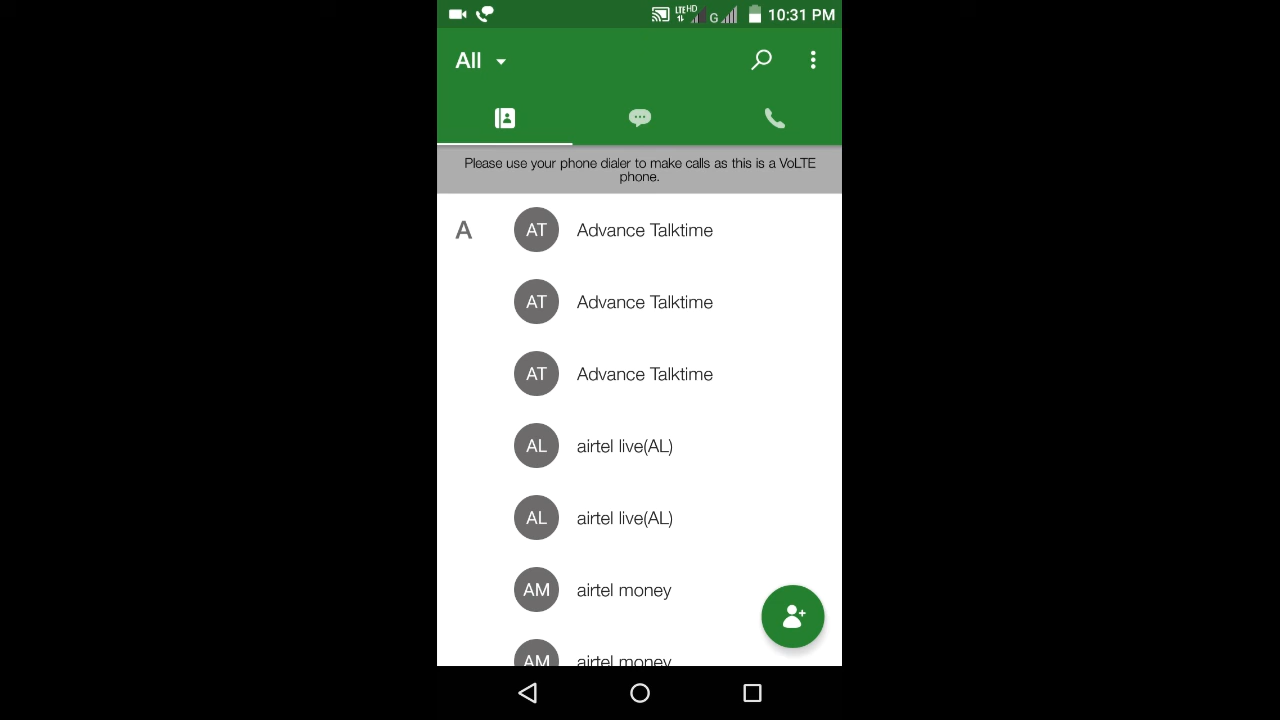 LTE HD G 10:31 PM
All
Please use your phone dialer to make calls as this is a VoLTE
phone.
A AT Advance Talktime
AT Advance Talktime
AT Advance Talktime
AL airtel live(AL)
AL airtel live(AL)
AM airtel money
AM airtel money